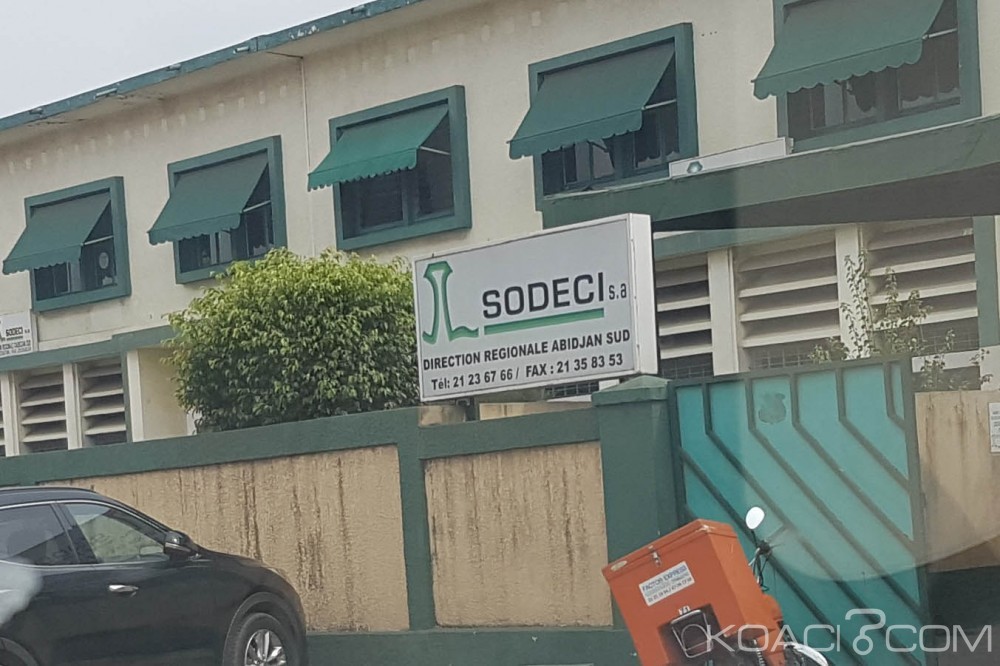 SODECI s.a
DIRECTION REGIONALE ABIDJAN SUD
Tél: 21 23 67 66 / FAX : 21 35 83 53
SODECI
FACTOR EXPRESS
KOACI.COM